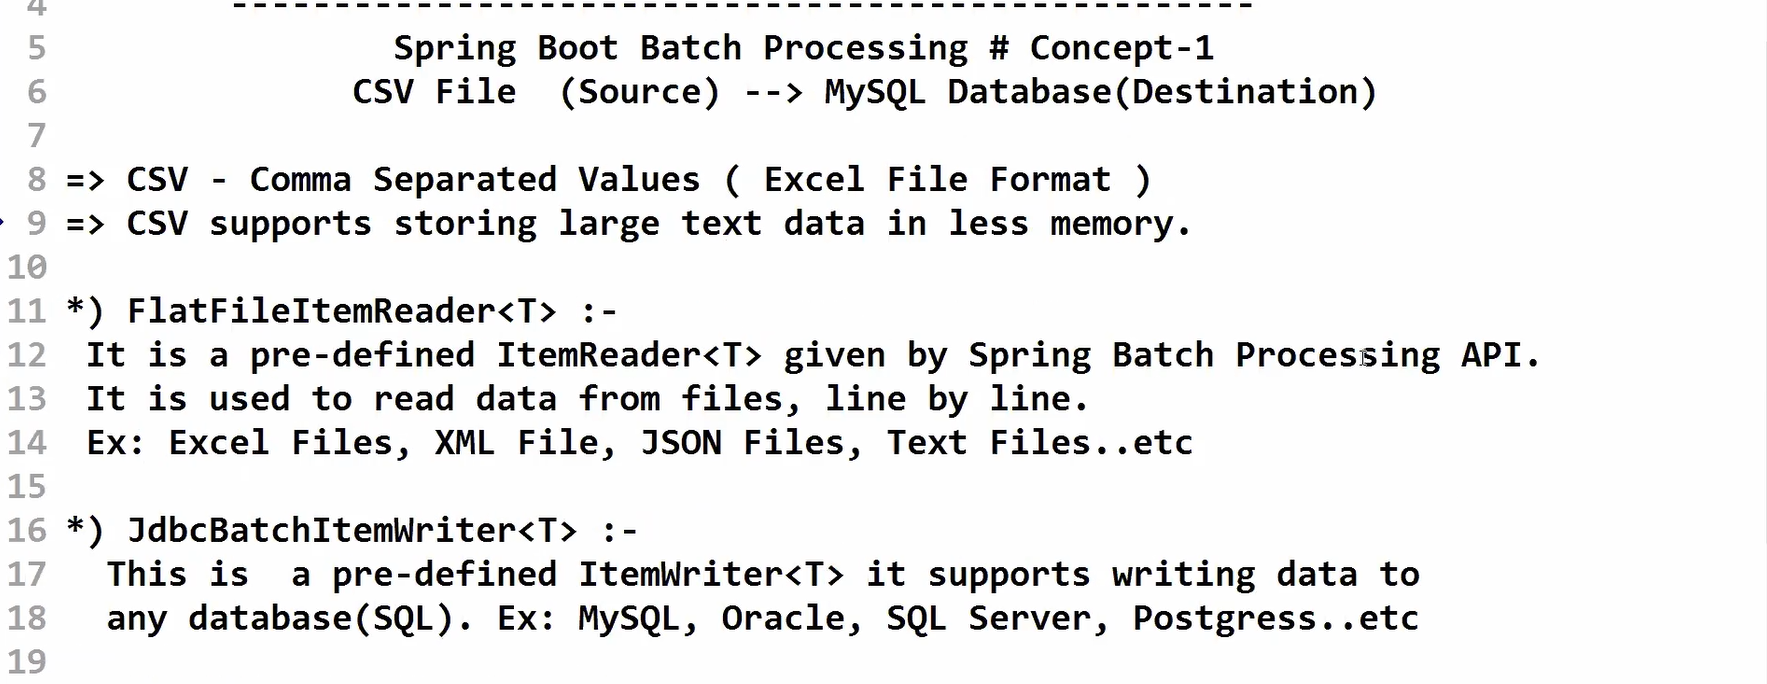 4 --------------------------------------------------
5 Spring Boot Batch Processing # Concept-1
6 CSV File (Source) --> MySQL Database(Destination)
7
8 => CSV - Comma Separated Values ( Excel File Format )
9 => CSV supports storing large text data in less memory.
10
11 *) FlatFileItemReader<T> :-
12 It is a pre-defined ItemReader<T> given by Spring Batch Processing API.
13 It is used to read data from files, line by line.
14 Ex: Excel Files, XML File, JSON Files, Text Files..etc
15
16 *) JdbcBatchItemWriter<T> :-
17 This is  a pre-defined ItemWriter<T> it supports writing data to
18 any database(SQL). Ex: MySQL, Oracle, SQL Server, Postgress..etc
19